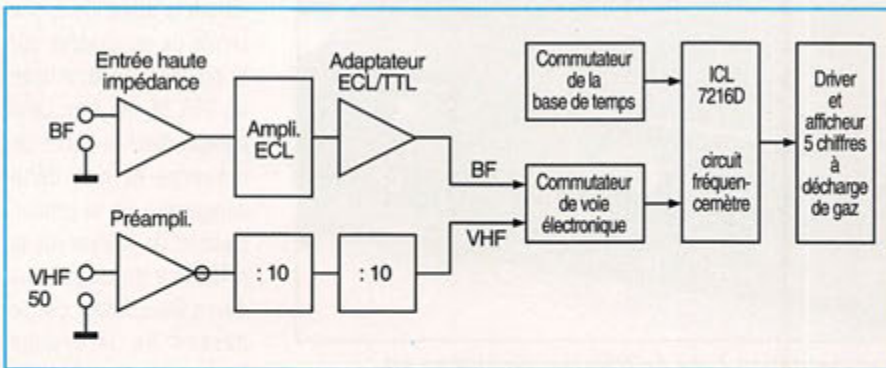 Entrée haute
impédance
BF
Ampli.
ECL
Adaptateur
ECL/TTL
BF
Commutateur
de la
base de temps
Commutateur
de voie
électronique
ICL
7216D
circuit
fréquen-
cemètre
Driver
et
afficheur
5 chiffres
à
décharge
de gaz
Préampli.
VHF
50
: 10
: 10
VHF